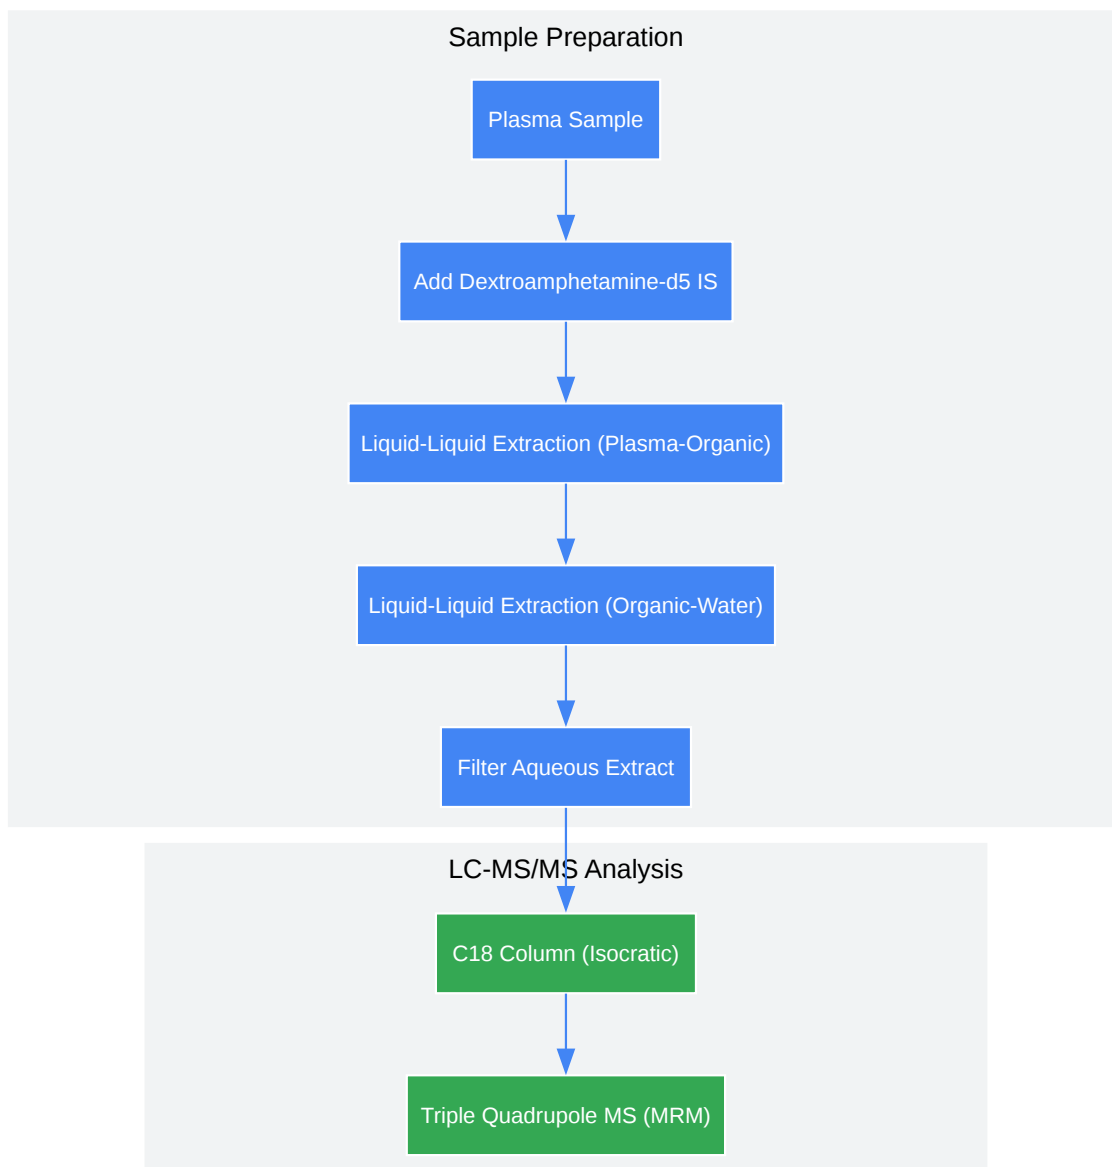 Sample Preparation
Plasma Sample
Add Dextroamphetamine-d5 IS
Liquid-Liquid Extraction (Plasma-Organic)
Liquid-Liquid Extraction (Organic-Water)
Filter Aqueous Extract
LC-MS/MS Analysis
C18 Column (Isocratic)
Triple Quadrupole MS (MRM)